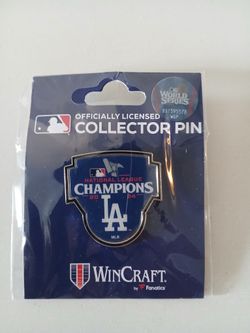 WORLD
SERIES
OFFICIALLY LICENSED
COLLECTOR PIN
NATIONAL LEAGUE
CHAMPIONS
LA
MLB
WINCRAFT.
by Fanatics